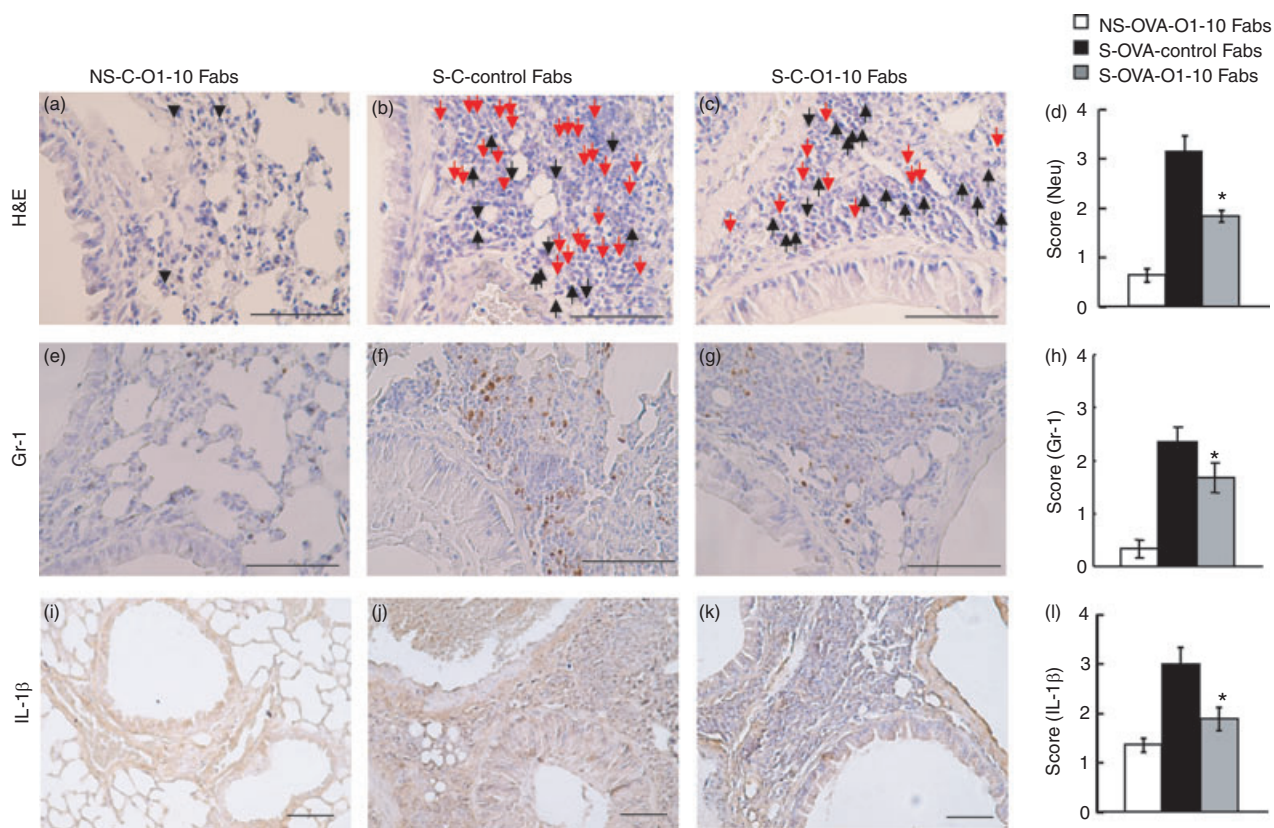 NS-OVA-O1-10 Fabs
S-OVA-control Fabs
S-OVA-O1-10 Fabs
NS-C-O1-10 Fabs
S-C-control Fabs
S-C-O1-10 Fabs
H&E
(a)
(b)
(c)
(d)
Score (Neu)
4
3
2
1
0
*
Gr-1
(e)
(f)
(g)
(h)
Score (Gr-1)
4
3
2
1
0
*
IL-1β
(i)
(j)
(k)
(l)
Score (IL-1β)
4
3
2
1
0
*